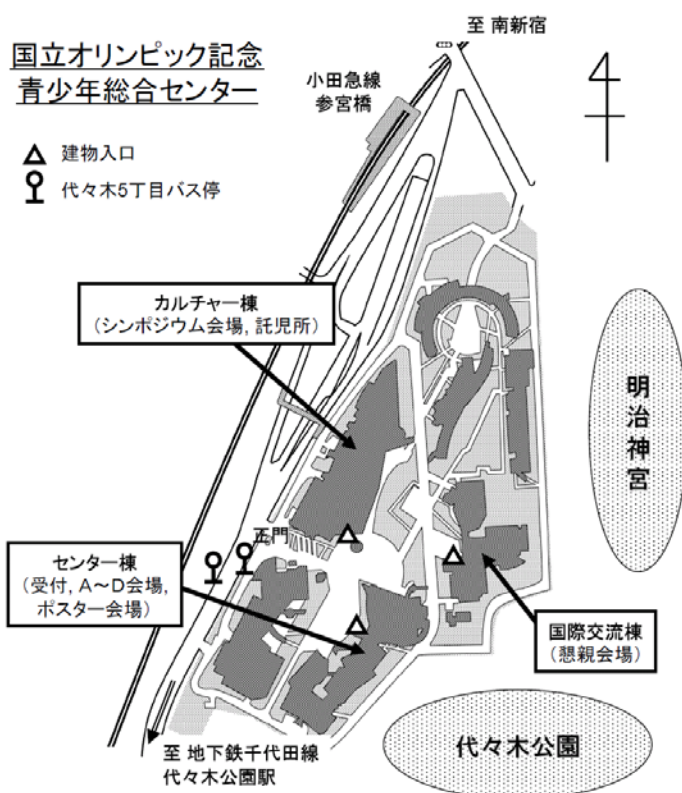 至 南新宿
国立オリンピック記念
青少年総合センター
小田急線
参宮橋
建物入口
代々木5丁目バス停
カルチャー棟
（シンポジウム会場, 託児所）
明治神宮
正門
センター棟
（受付, A～D会場,
ポスター会場）
国際交流棟
（懇親会場）
代々木公園
至 地下鉄千代田線
代々木公園駅